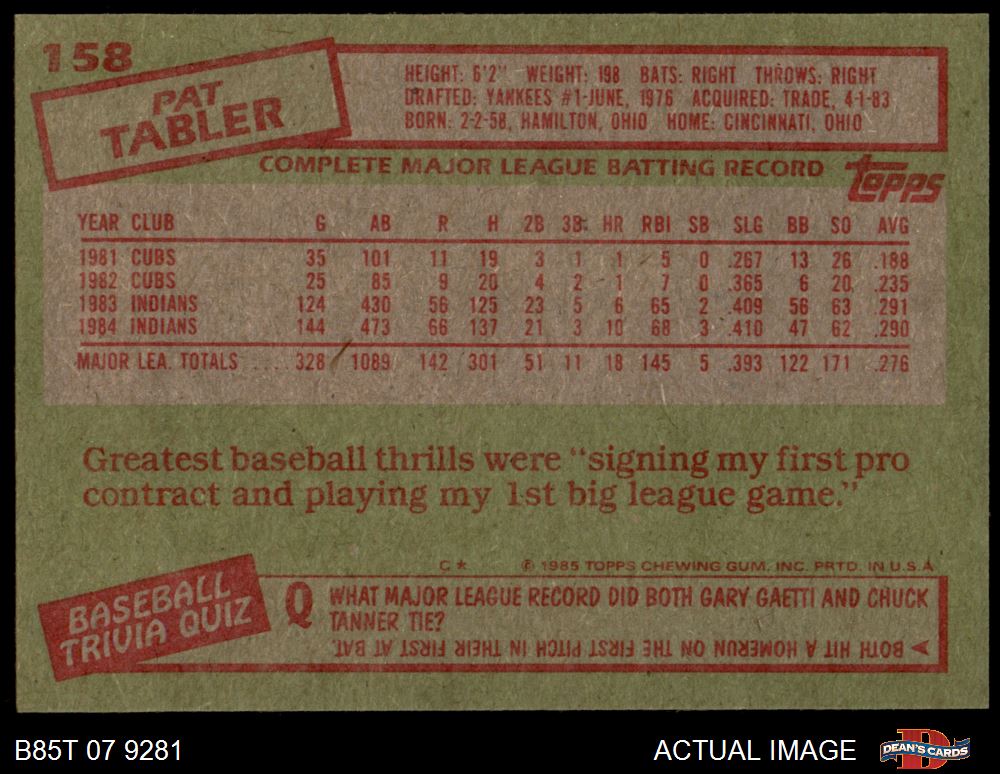 158
PAT
TABLER
HEIGHT: 6'2" WEIGHT: 198 BATS: RIGHT THROWS: RIGHT
DRAFTED: YANKEES #1-JUNE, 1976 ACQUIRED: TRADE, 4-1-83
BORN: 2-2-58, HAMILTON, OHIO HOME: CINCINNATI, OHIO
COMPLETE MAJOR LEAGUE BATTING RECORD
topps
YEAR CLUB G AB R H 2B 3B HR RBI SB SLG BB SO AVG
1981 CUBS 35 101 11 19 3 1 1 5 0 .267 13 26 .188
1982 CUBS 25 85 9 20 4 2 1 7 0 .365 6 20 .235
1983 INDIANS 124 430 56 125 23 5 6 65 2 .409 56 63 .291
1984 INDIANS 144 473 66 137 21 3 10 68 3 .410 47 62 .290
MAJOR LEA. TOTALS .... 328 1089 142 301 51 11 18 145 5 .393 122 171 .276
Greatest baseball thrills were "signing my first pro
contract and playing my 1st big league game."
C* © 1985 TOPPS CHEWING GUM, INC. PRTD. IN U.S.A.
BASEBALL
TRIVIA QUIZ
Q WHAT MAJOR LEAGUE RECORD DID BOTH GARY GAETTI AND CHUCK
TANNER TIE?
BOTH HIT A HOMERUN ON THE FIRST PITCH IN THEIR FIRST AT BAT.
B85T 07 9281
ACTUAL IMAGE
DEAN'S CARDS